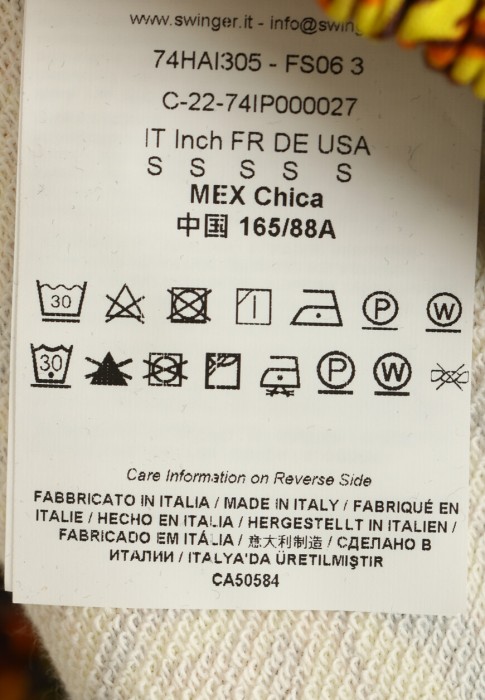 www.swinger.it - info@swing
74HAI305 - FS06 3
C-22-74IP000027
IT Inch FR DE USA
S S S S S
MEX Chica
中国 165/88A
30 P W
30 P W
Care Information on Reverse Side
FABBRICATO IN ITALIA / MADE IN ITALY / FABRIQUÉ EN
ITALIE / HECHO EN ITALIA / HERGESTELLT IN ITALIEN /
FABRICADO EM ITÁLIA / 意大利制造 / СДЕЛАНО В
ИТАЛИИ / ITALYA'DA ÜRETILMIŞTIR
CA50584